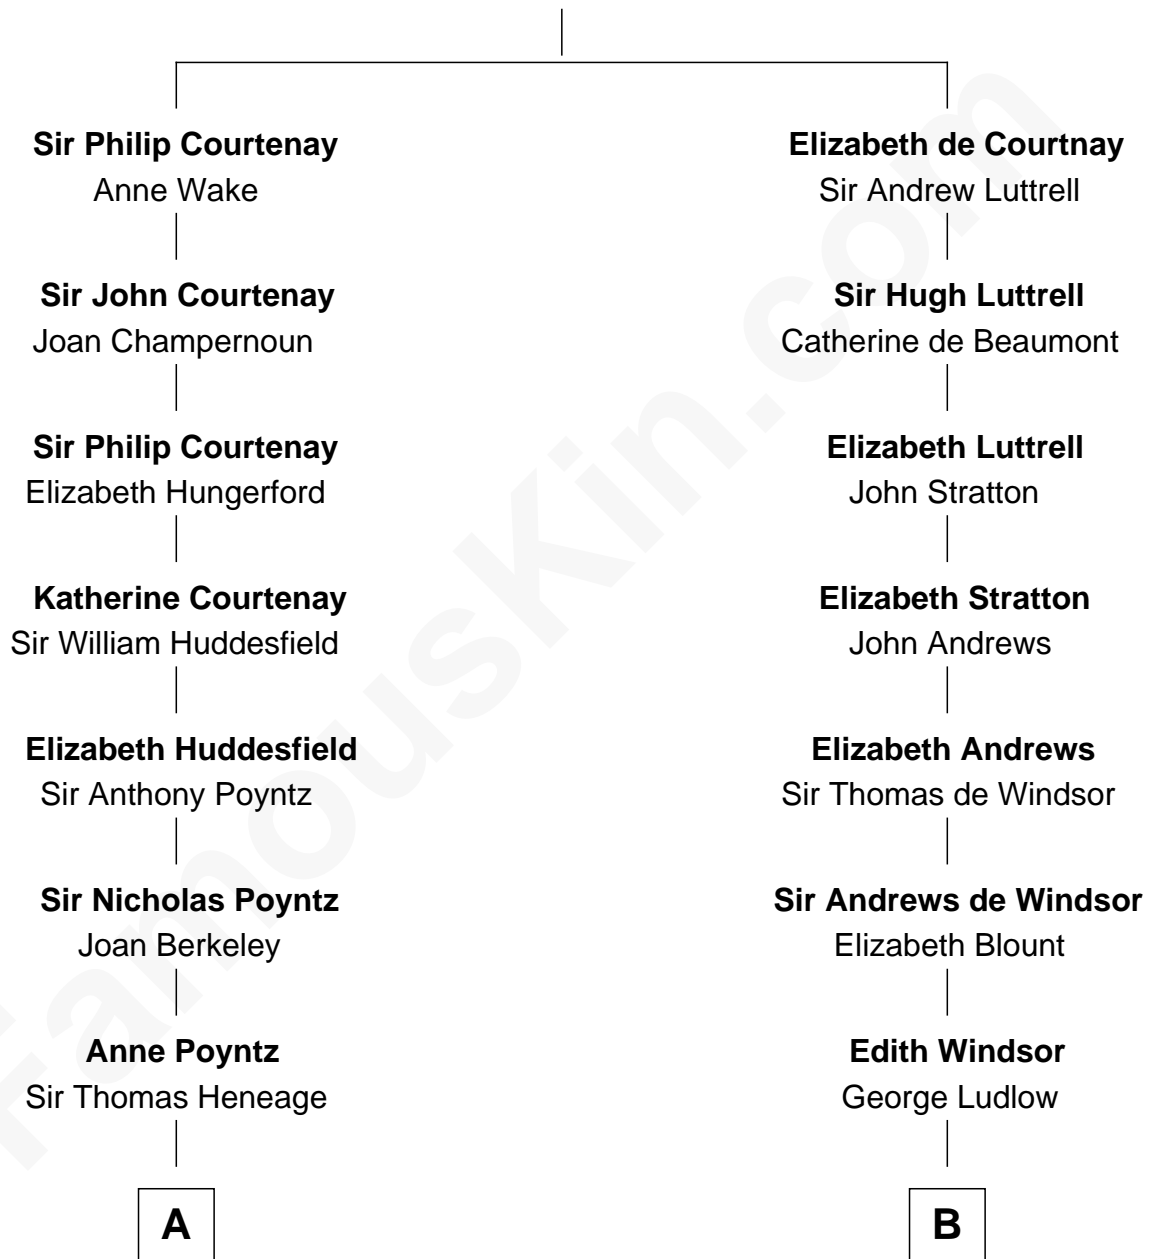 Sir Philip Courtenay
Anne Wake
Sir John Courtenay
Joan Champernoun
Sir Philip Courtenay
Elizabeth Hungerford
Katherine Courtenay
Sir William Huddesfield
Elizabeth Huddesfield
Sir Anthony Poyntz
Sir Nicholas Poyntz
Joan Berkeley
Anne Poyntz
Sir Thomas Heneage
A
Elizabeth de Courtnay
Sir Andrew Luttrell
Sir Hugh Luttrell
Catherine de Beaumont
Elizabeth Luttrell
John Stratton
Elizabeth Stratton
John Andrews
Elizabeth Andrews
Sir Thomas de Windsor
Sir Andrews de Windsor
Elizabeth Blount
Edith Windsor
George Ludlow
B
FamousKin.com